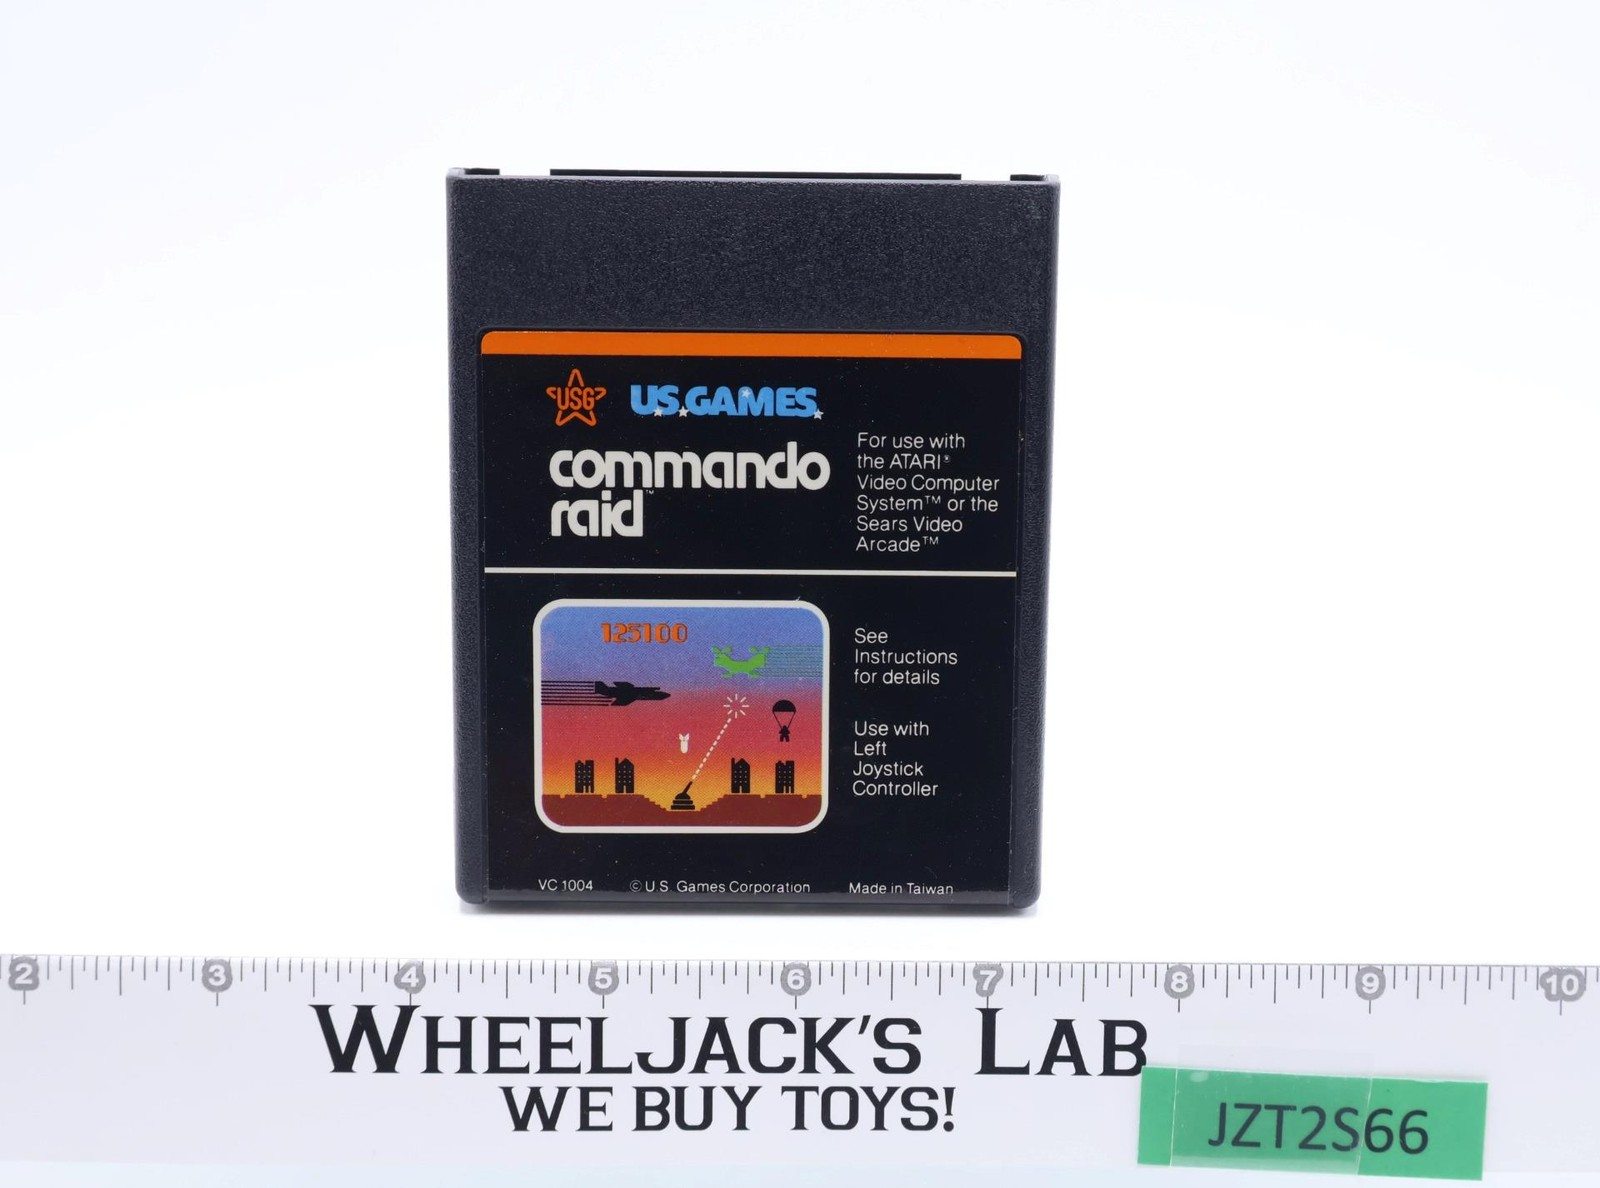 USG
U.S. GAMES
commando
raid™
For use with
the ATARI®
Video Computer
System™ or the
Sears Video
Arcade™
125100
See
Instructions
for details
Use with
Left
Joystick
Controller
VC 1004 © U.S. Games Corporation Made in Taiwan
2 3 4 5 6 7 8 9 10
WHEELJACK'S LAB
WE BUY TOYS!
JZT2S66